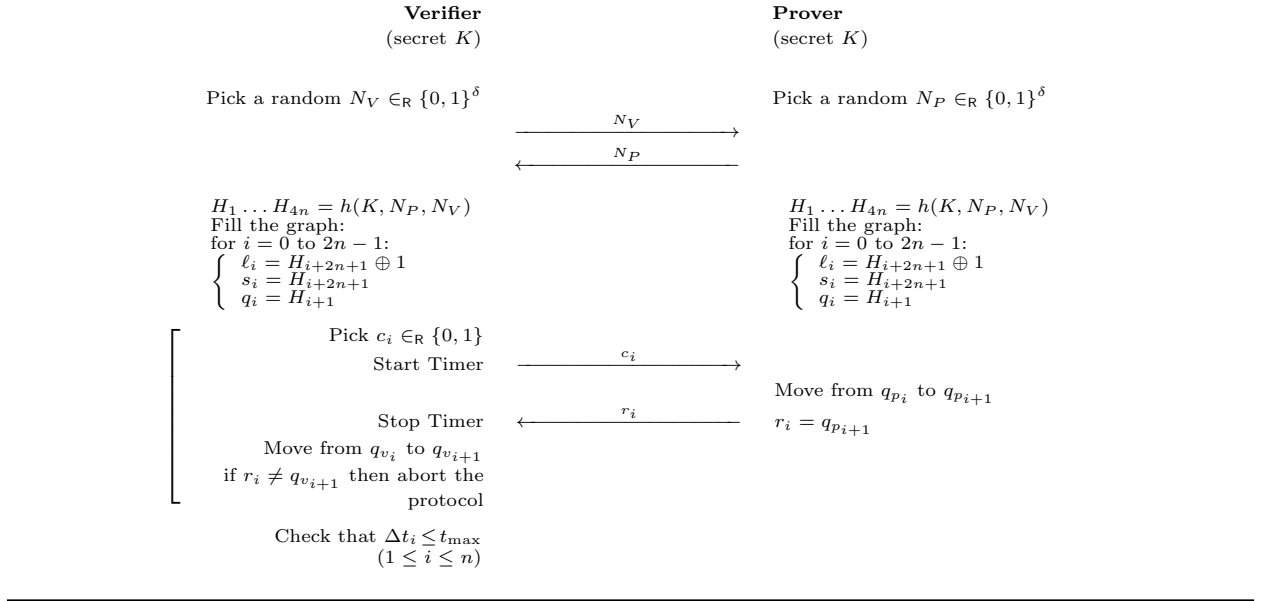 Verifier Prover
(secret K) (secret K)
Pick a random N_V ∈_R {0, 1}^δ Pick a random N_P ∈_R {0, 1}^δ
N_V
N_P
H_1 … H_{4n} = h(K, N_P, N_V) H_1 … H_{4n} = h(K, N_P, N_V)
Fill the graph: Fill the graph:
for i = 0 to 2n − 1: for i = 0 to 2n − 1:
ℓ_i = H_{i+2n+1} ⊕ 1 ℓ_i = H_{i+2n+1} ⊕ 1
s_i = H_{i+2n+1} s_i = H_{i+2n+1}
q_i = H_{i+1} q_i = H_{i+1}
Pick c_i ∈_R {0, 1}
Start Timer c_i
Move from q_{p_i} to q_{p_{i+1}}
Stop Timer r_i r_i = q_{p_{i+1}}
Move from q_{v_i} to q_{v_{i+1}}
if r_i ≠ q_{v_{i+1}} then abort the
protocol
Check that Δt_i ≤ t_max
(1 ≤ i ≤ n)